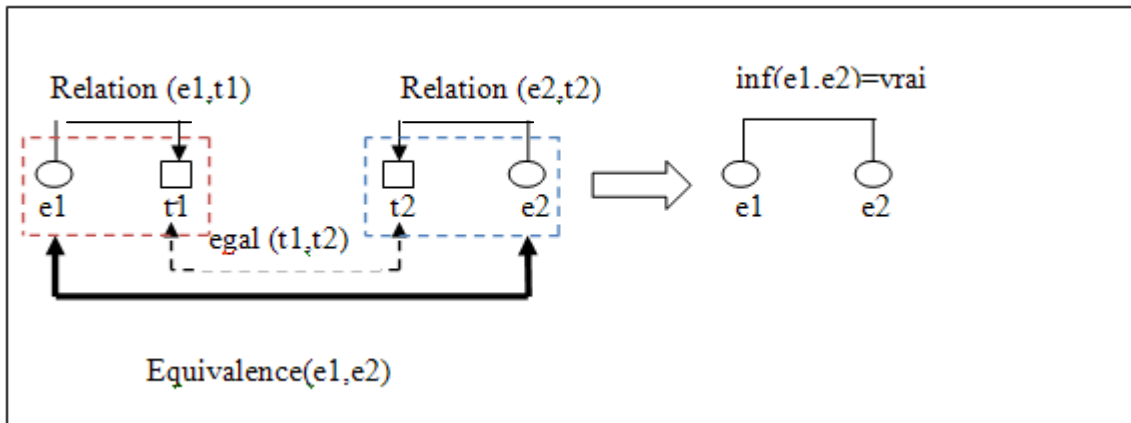 Relation (e1,t1)
Relation (e2,t2)
inf(e1,e2)=vrai
e1
t1
t2
e2
e1
e2
egal (t1,t2)
Equivalence(e1,e2)